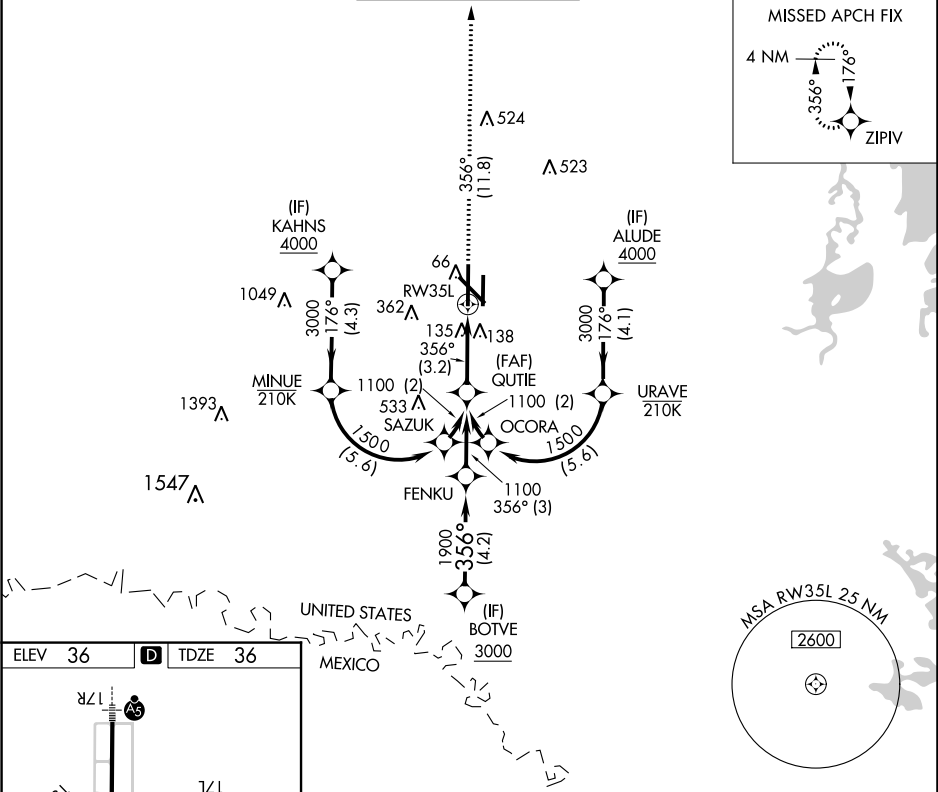 MISSED APCH FIX
4 NM
176°
356°
ZIPIV
524
356°
(11.8)
523
(IF)
KAHNS
4000
(IF)
ALUDE
4000
66
RW35L
1049
3000
176°
(4.3)
362
3000
176°
(4.1)
135
138
356°
(3.2)
(FAF)
QUTIE
MINUE
210K
1100 (2)
1100 (2)
URAVE
210K
533
1393
SAZUK
OCORA
1500
(5.6)
1500
(5.6)
1547
FENKU
1100
356° (3)
1900
356°
(4.2)
UNITED STATES
MEXICO
(IF)
BOTVE
3000
MSA RW35L 25 NM
2600
ELEV 36
D
TDZE 36
17R
A5
17L